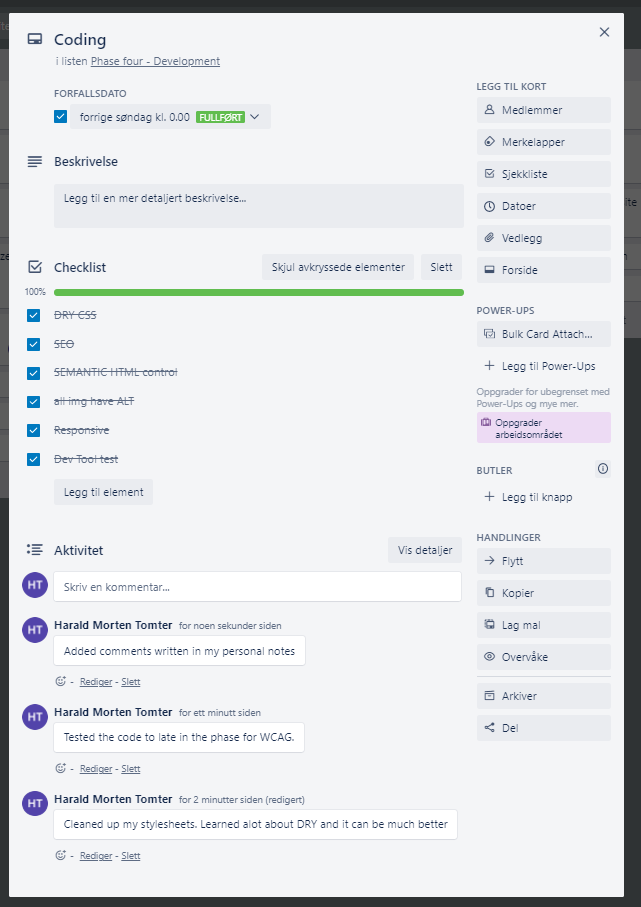 Coding
i listen Phase four - Development
FORFALLSDATO
forrige søndag kl. 0.00 FULLFØRT
Beskrivelse
Legg til en mer detaljert beskrivelse...
Checklist
Skjul avkryssede elementer
Slett
100%
DRY CSS
SEO
SEMANTIC HTML control
all img have ALT
Responsive
Dev Tool test
Legg til element
Aktivitet
Vis detaljer
HT
Skriv en kommentar...
HT
Harald Morten Tomter for noen sekunder siden
Added comments written in my personal notes
- Rediger - Slett
HT
Harald Morten Tomter for ett minutt siden
Tested the code to late in the phase for WCAG.
- Rediger - Slett
HT
Harald Morten Tomter for 2 minutter siden (redigert)
Cleaned up my stylesheets. Learned alot about DRY and it can be much better
- Rediger - Slett
LEGG TIL KORT
Medlemmer
Merkelapper
Sjekkliste
Datoer
Vedlegg
Forside
POWER-UPS
Bulk Card Attach...
+ Legg til Power-Ups
Oppgrader for ubegrenset med
Power-Ups og mye mer.
Oppgrader
arbeidsområdet
BUTLER
+ Legg til knapp
HANDLINGER
Flytt
Kopier
Lag mal
Overvåke
Arkiver
Del